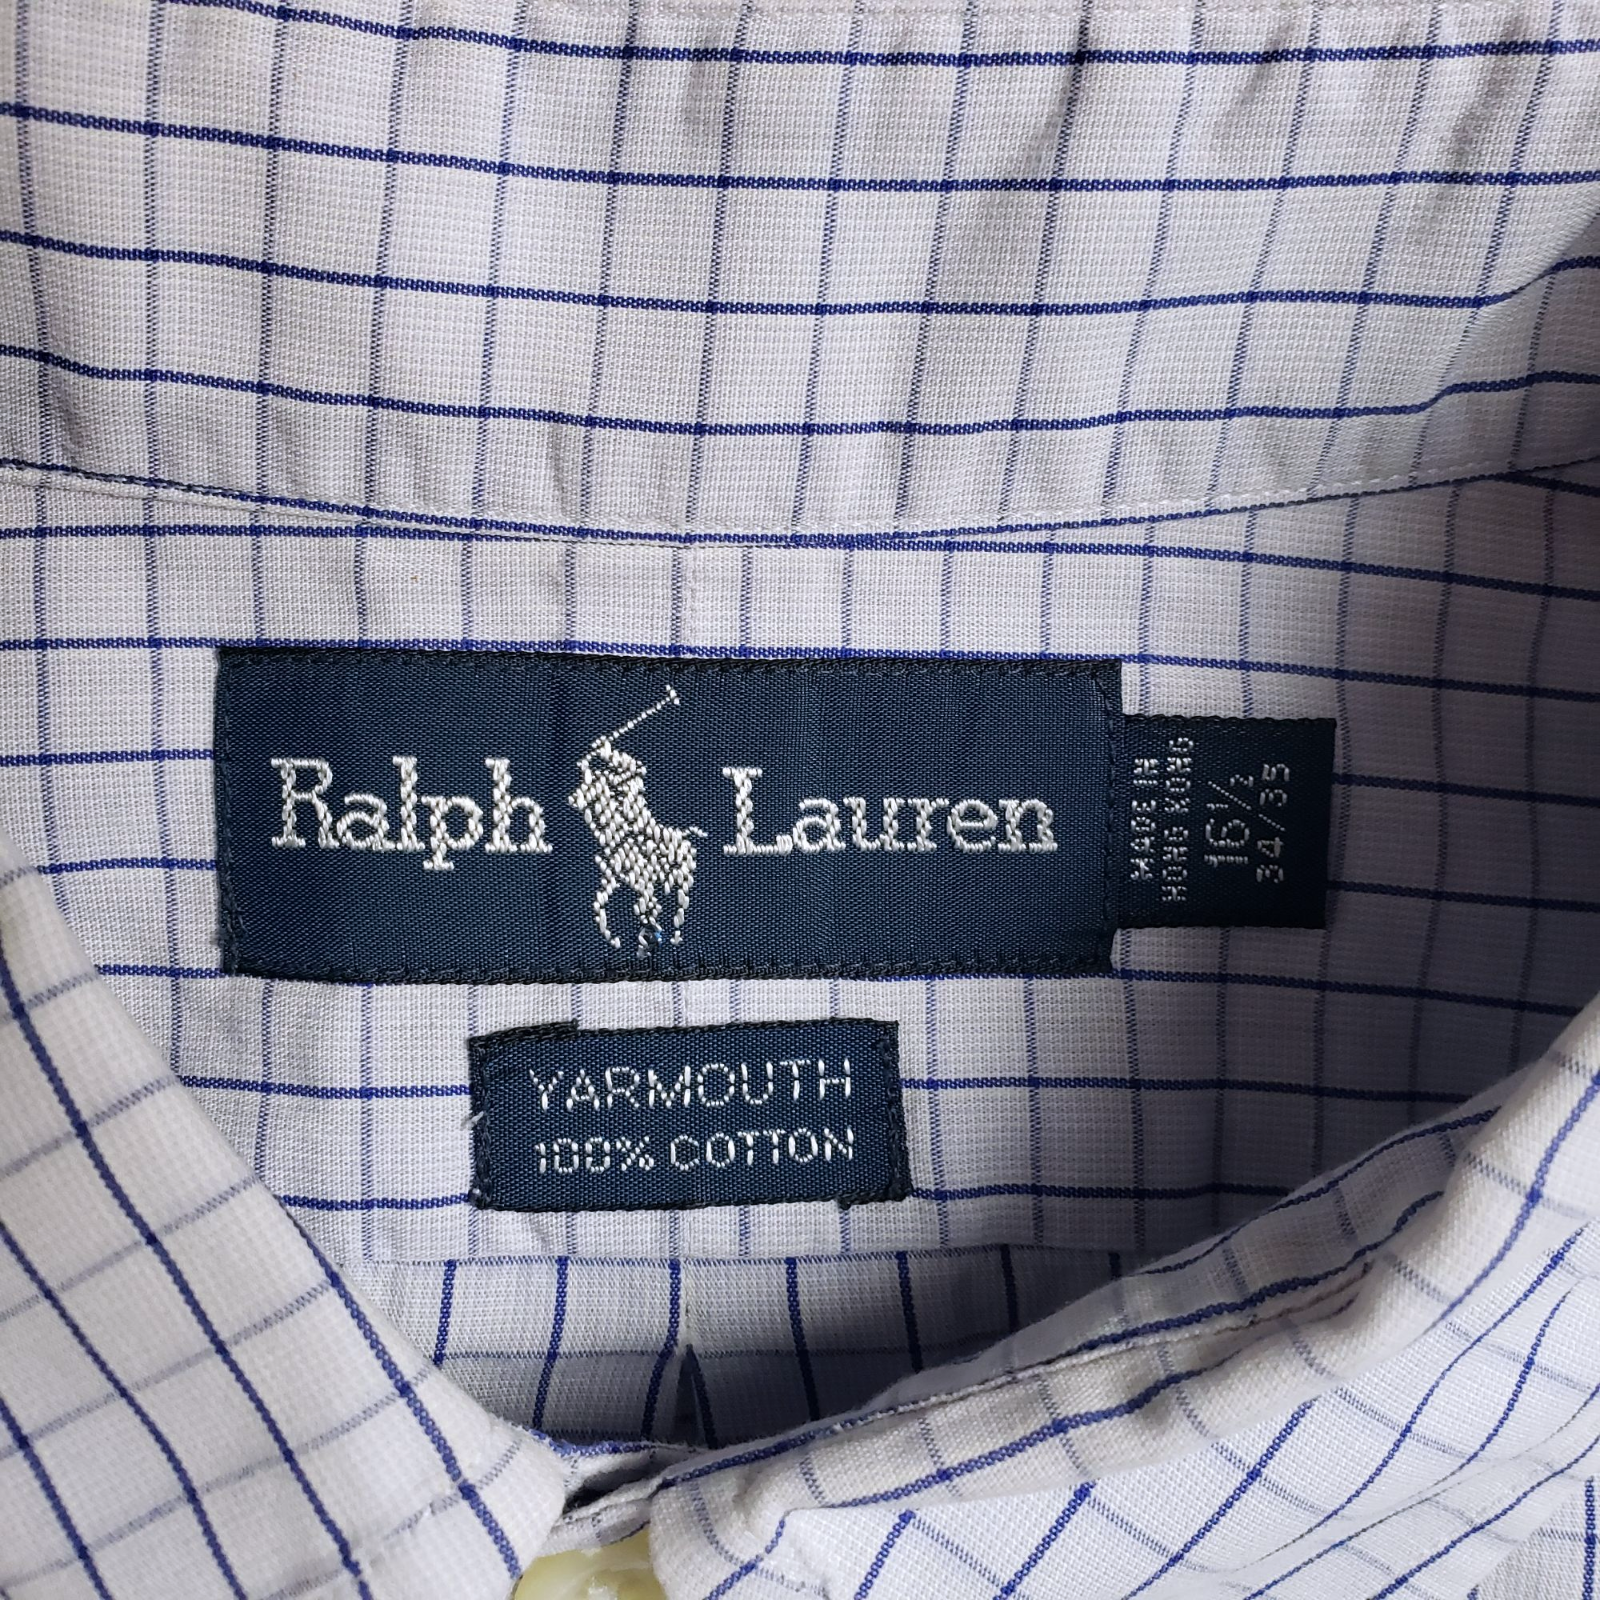 Ralph Lauren
MADE IN
HONG KONG
16½
34/35
YARMOUTH
100% COTTON